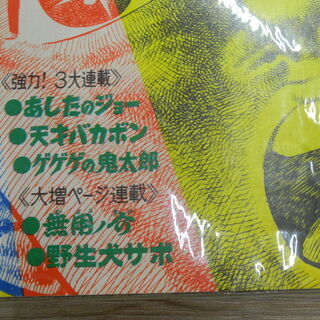 《強力！3大連載》
●あしたのジョー
●天才バカボン
●ゲゲゲの鬼太郎
《大増ページ連載》
●無用ノ介
●野生犬サボ